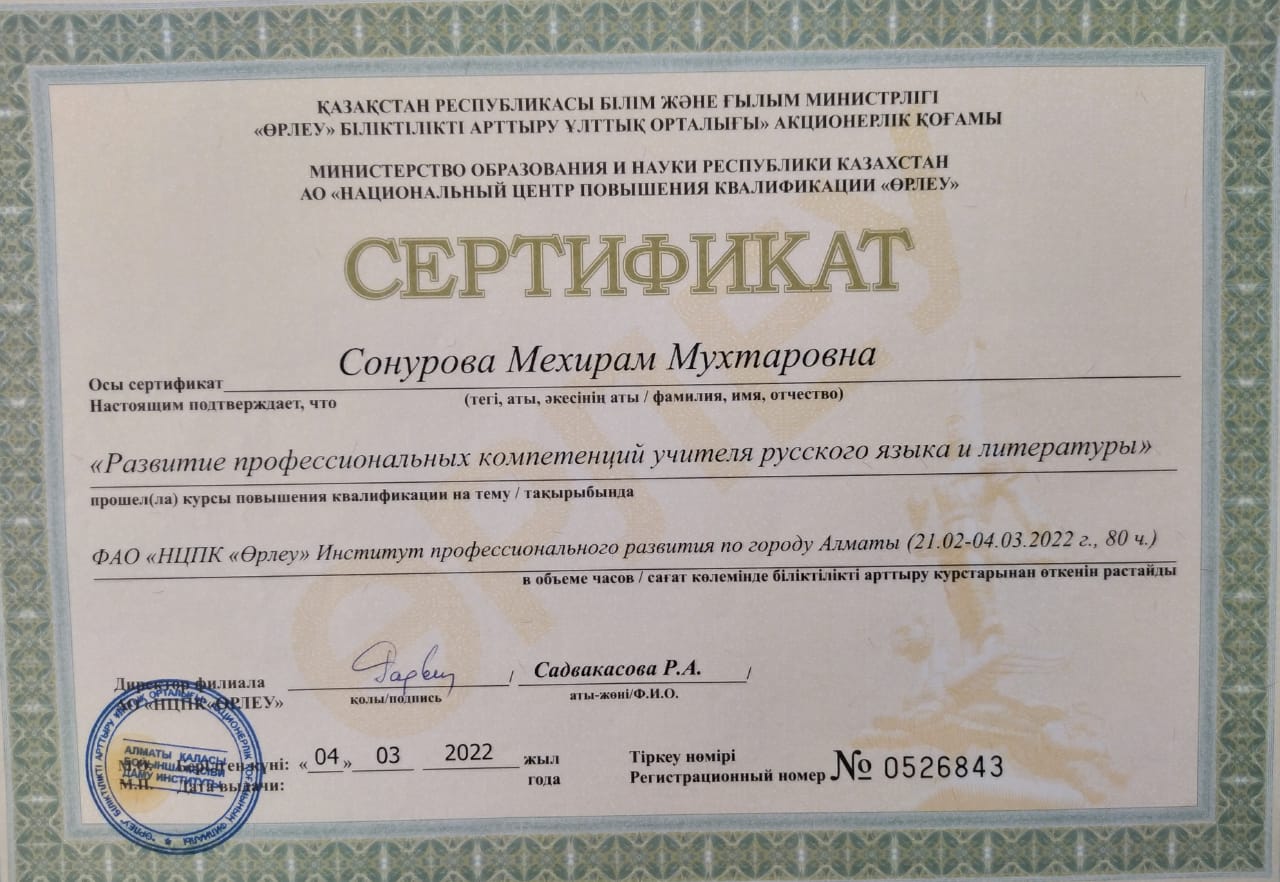 ҚАЗАҚСТАН РЕСПУБЛИКАСЫ БІЛІМ ЖӘНЕ ҒЫЛЫМ МИНИСТРЛІГІ
«ӨРЛЕУ» БІЛІКТІЛІКТІ АРТТЫРУ ҰЛТТЫҚ ОРТАЛЫҒЫ» АКЦИОНЕРЛІК ҚОҒАМЫ
МИНИСТЕРСТВО ОБРАЗОВАНИЯ И НАУКИ РЕСПУБЛИКИ КАЗАХСТАН
АО «НАЦИОНАЛЬНЫЙ ЦЕНТР ПОВЫШЕНИЯ КВАЛИФИКАЦИИ «ӨРЛЕУ»
СЕРТИФИКАТ
Сонурова Мехирам Мухтаровна
Осы сертификат
Настоящим подтверждает, что (тегі, аты, әкесінің аты / фамилия, имя, отчество)
«Развитие профессиональных компетенций учителя русского языка и литературы»
прошел(ла) курсы повышения квалификации на тему / тақырыбында
ФАО «НЦПК «Өрлеу» Институт профессионального развития по городу Алматы (21.02-04.03.2022 г., 80 ч.)
в объеме часов / сағат көлемінде біліктілікті арттыру курстарынан өткенін растайды
Директор филиала / Садвакасова Р.А. /
АО «НЦПК «ӨРЛЕУ» қолы/подпись аты-жөні/Ф.И.О.
М.О. Берілген күні: «04» 03 2022 жыл
М.П. Дата выдачи: года
Тіркеу нөмірі
Регистрационный номер № 0526843
АЛМАТЫ ҚАЛАСЫ
ДАМУ ИНСТИТУТЫ
ӨРЛЕУ